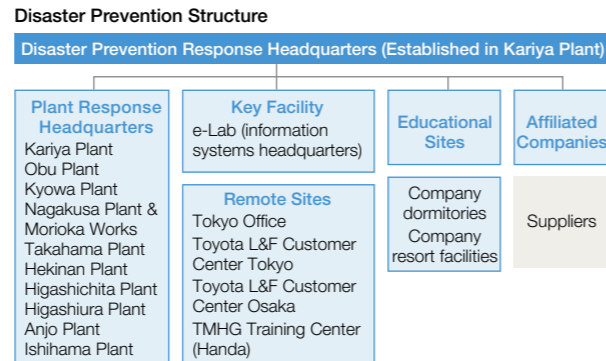 Disaster Prevention Structure
Disaster Prevention Response Headquarters (Established in Kariya Plant)
Plant Response
Headquarters
Kariya Plant
Obu Plant
Kyowa Plant
Nagakusa Plant &
Morioka Works
Takahama Plant
Hekinan Plant
Higashichita Plant
Higashiura Plant
Anjo Plant
Ishihama Plant
Key Facility
e-Lab (information
systems headquarters)
Remote Sites
Tokyo Office
Toyota L&F Customer
Center Tokyo
Toyota L&F Customer
Center Osaka
TMHG Training Center
(Handa)
Educational
Sites
Company
dormitories
Company
resort facilities
Affiliated
Companies
Suppliers